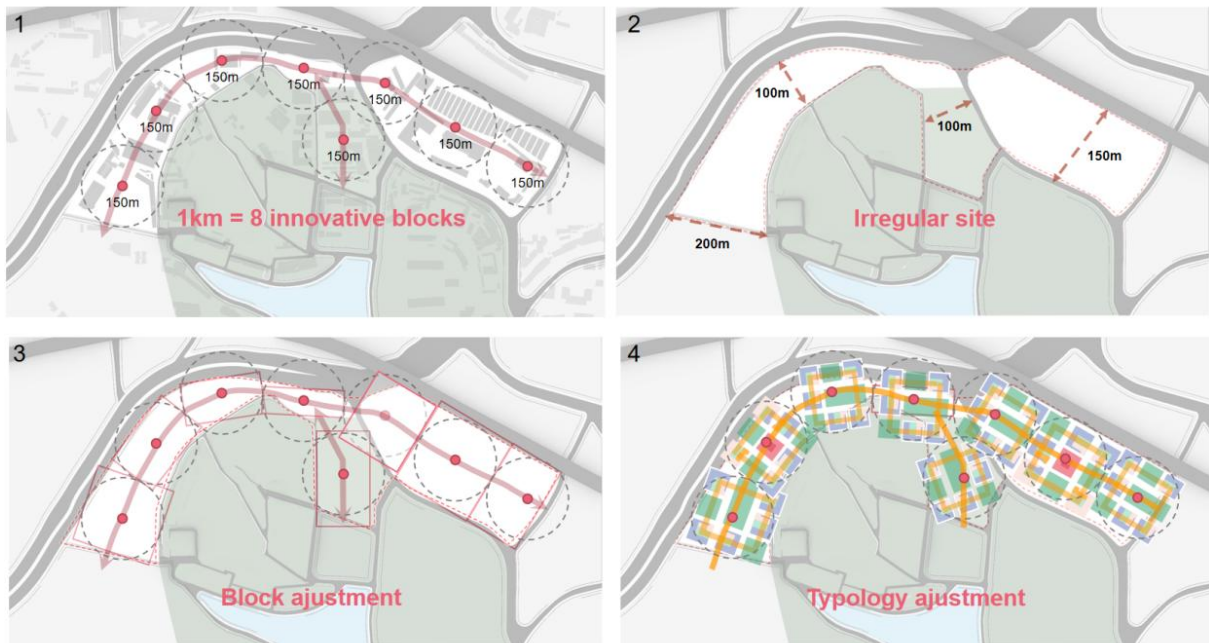 1
150m
150m
150m
150m
150m
150m
150m
150m
1km = 8 innovative blocks
2
100m
100m
150m
200m
Irregular site
3
Block ajustment
4
Typology ajustment